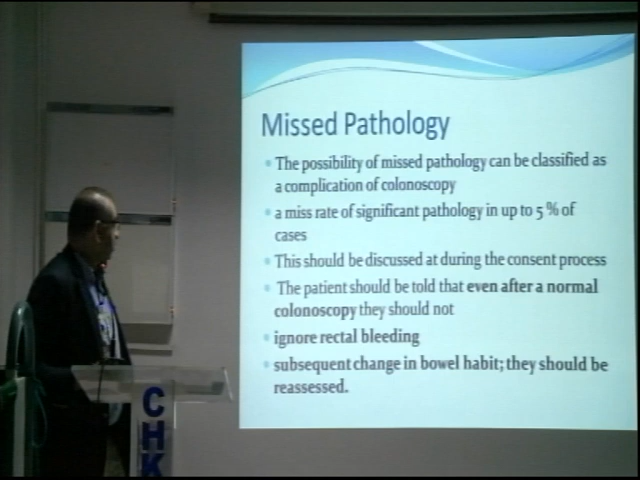 Missed Pathology
The possibility of missed pathology can be classified as
a complication of colonoscopy
a miss rate of significant pathology in up to 5 % of
cases
This should be discussed at during the consent process
The patient should be told that even after a normal
colonoscopy they should not
ignore rectal bleeding
subsequent change in bowel habit; they should be
reassessed.
CHK